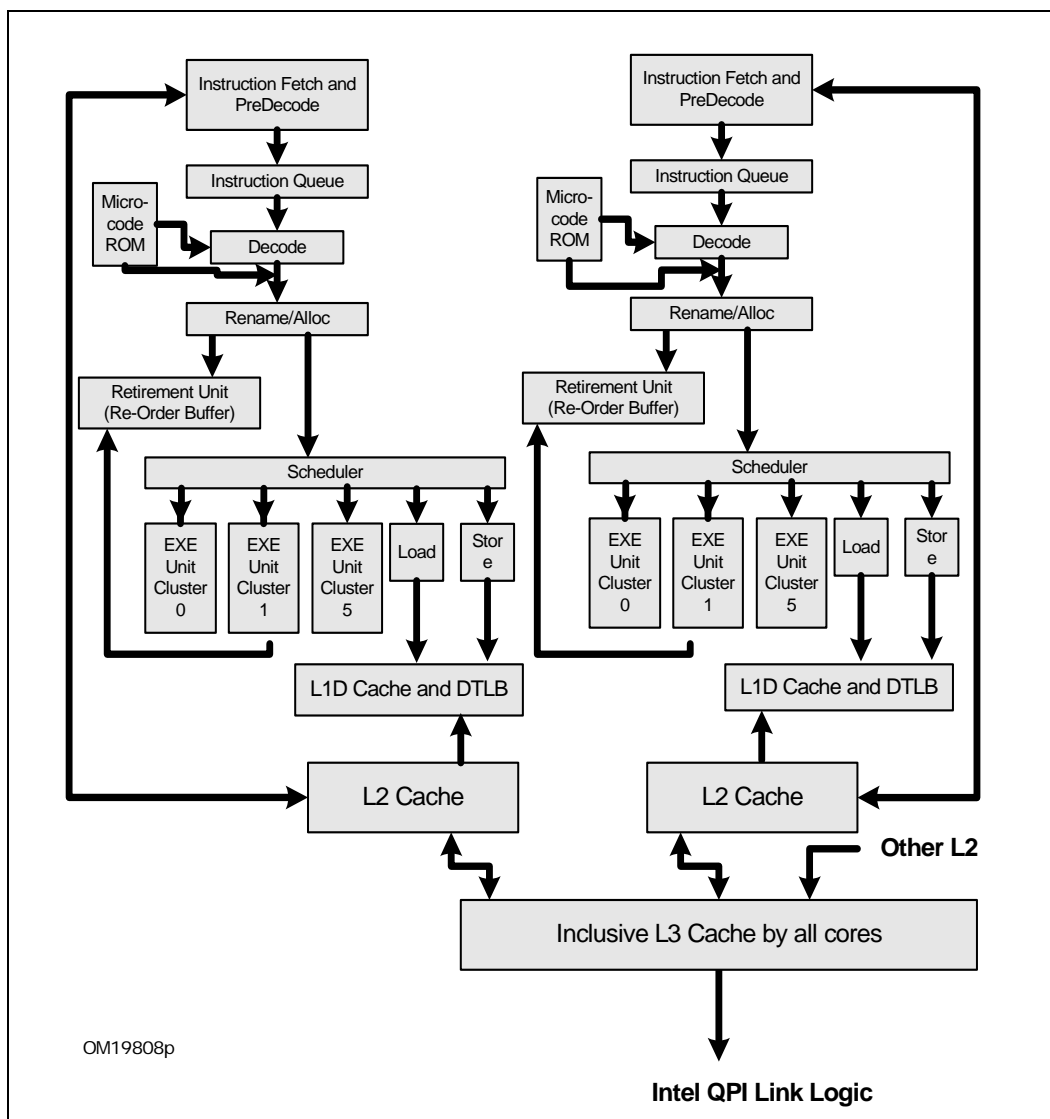 Instruction Fetch and
PreDecode
Instruction Queue
Micro-
code
ROM
Decode
Rename/Alloc
Retirement Unit
(Re-Order Buffer)
Scheduler
EXE
Unit
Cluster
0
EXE
Unit
Cluster
1
EXE
Unit
Cluster
5
Load
Stor
e
L1D Cache and DTLB
L2 Cache
Instruction Fetch and
PreDecode
Instruction Queue
Micro-
code
ROM
Decode
Rename/Alloc
Retirement Unit
(Re-Order Buffer)
Scheduler
EXE
Unit
Cluster
0
EXE
Unit
Cluster
1
EXE
Unit
Cluster
5
Load
Stor
e
L1D Cache and DTLB
L2 Cache
Other L2
Inclusive L3 Cache by all cores
OM19808p
Intel QPI Link Logic